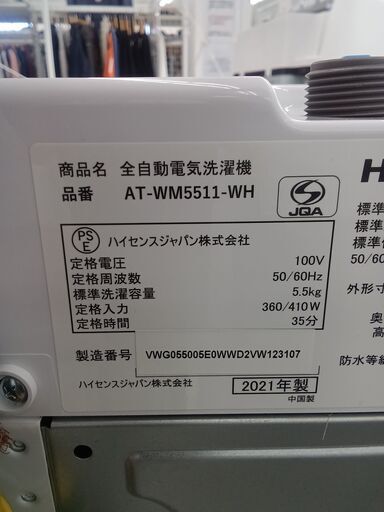 商品名 全自動電気洗濯機
品番 AT-WM5511-WH
JQA
PS
E
ハイセンスジャパン株式会社
定格電圧 100V
定格周波数 50/60Hz
標準洗濯容量 5.5kg
定格入力 360/410W
定格時間 35分
製造番号 VWG055005E0WWD2VW123107
ハイセンスジャパン株式会社 2021年製
中国製
H
標準
標準
標準
50/60
外形寸
奥
高
防水等級